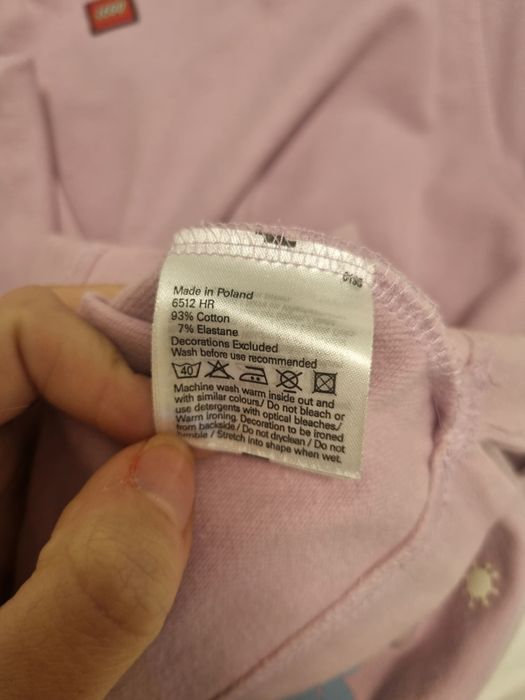 LEGO
Made in Poland
6512 HR
93% Cotton
7% Elastane
Decorations Excluded
Wash before use recommended
40
Machine wash warm inside out and
with similar colours./ Do not bleach or
use detergents with optical bleaches./
Warm ironing. Decoration to be ironed
from backside./ Do not dryclean / Do not
tumble / Stretch into shape when wet.